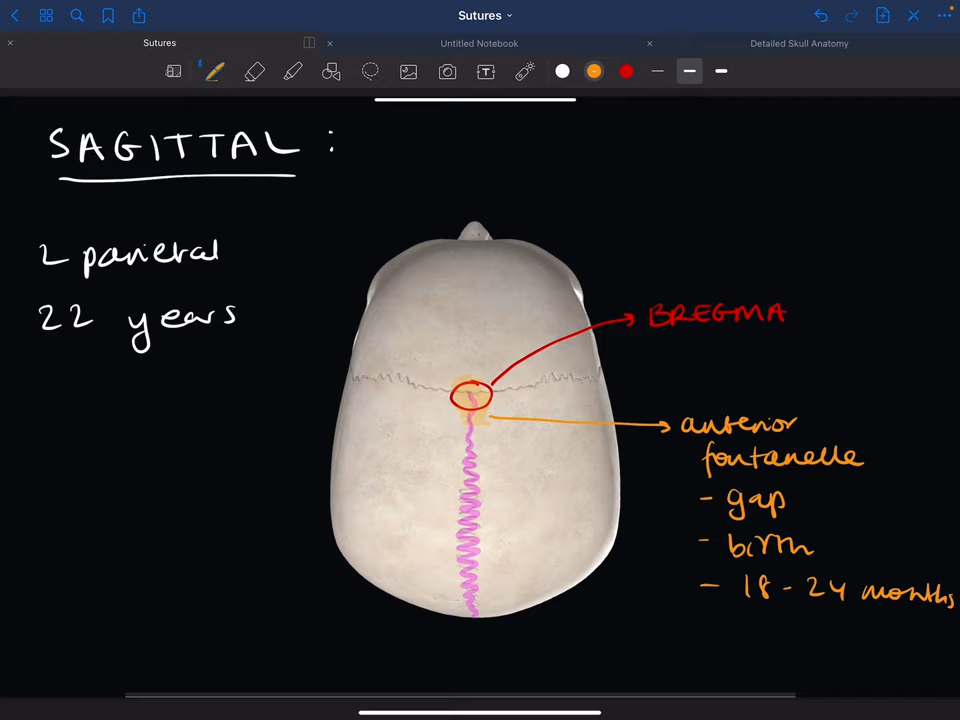 Sutures
Sutures
Untitled Notebook
Detailed Skull Anatomy
SAGITTAL :
2 parietal
22 years
BREGMA
anterior
fontanelle
- gap
- birth
- 18 - 24 months